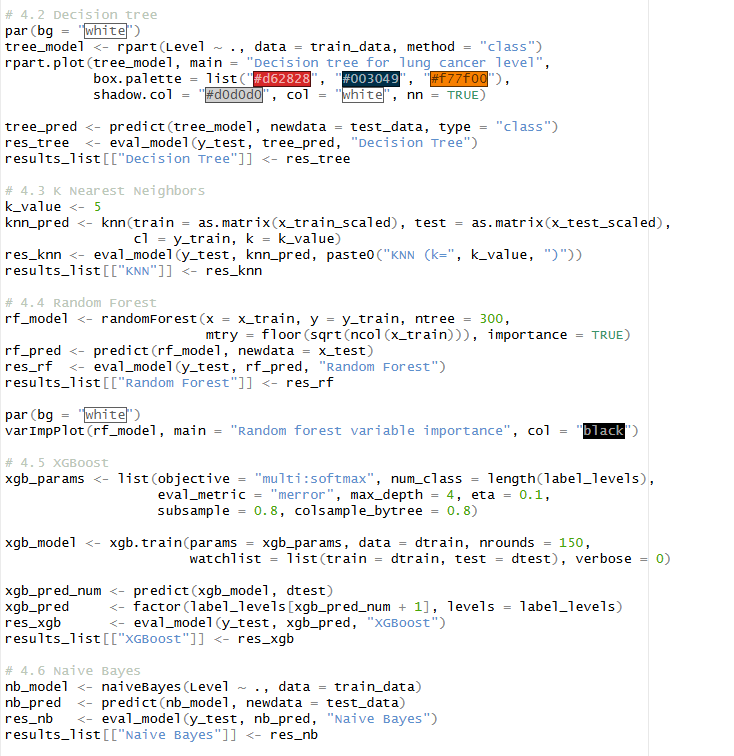 # 4.2 Decision tree
par(bg = "white")
tree_model <- rpart(Level ~ ., data = train_data, method = "class")
rpart.plot(tree_model, main = "Decision tree for lung cancer level",
           box.palette = list("#d62828", "#003049", "#f77f00"),
           shadow.col = "#d0d0d0", col = "white", nn = TRUE)

tree_pred <- predict(tree_model, newdata = test_data, type = "class")
res_tree  <- eval_model(y_test, tree_pred, "Decision Tree")
results_list[["Decision Tree"]] <- res_tree

# 4.3 K Nearest Neighbors
k_value <- 5
knn_pred <- knn(train = as.matrix(x_train_scaled), test = as.matrix(x_test_scaled),
                cl = y_train, k = k_value)
res_knn <- eval_model(y_test, knn_pred, paste0("KNN (k=", k_value, ")"))
results_list[["KNN"]] <- res_knn

# 4.4 Random Forest
rf_model <- randomForest(x = x_train, y = y_train, ntree = 300,
                         mtry = floor(sqrt(ncol(x_train))), importance = TRUE)
rf_pred <- predict(rf_model, newdata = x_test)
res_rf  <- eval_model(y_test, rf_pred, "Random Forest")
results_list[["Random Forest"]] <- res_rf

par(bg = "white")
varImpPlot(rf_model, main = "Random forest variable importance", col = "black")

# 4.5 XGBoost
xgb_params <- list(objective = "multi:softmax", num_class = length(label_levels),
                   eval_metric = "merror", max_depth = 4, eta = 0.1,
                   subsample = 0.8, colsample_bytree = 0.8)

xgb_model <- xgb.train(params = xgb_params, data = dtrain, nrounds = 150,
                       watchlist = list(train = dtrain, test = dtest), verbose = 0)

xgb_pred_num <- predict(xgb_model, dtest)
xgb_pred     <- factor(label_levels[xgb_pred_num + 1], levels = label_levels)
res_xgb      <- eval_model(y_test, xgb_pred, "XGBoost")
results_list[["XGBoost"]] <- res_xgb

# 4.6 Naive Bayes
nb_model <- naiveBayes(Level ~ ., data = train_data)
nb_pred  <- predict(nb_model, newdata = test_data)
res_nb   <- eval_model(y_test, nb_pred, "Naive Bayes")
results_list[["Naive Bayes"]] <- res_nb